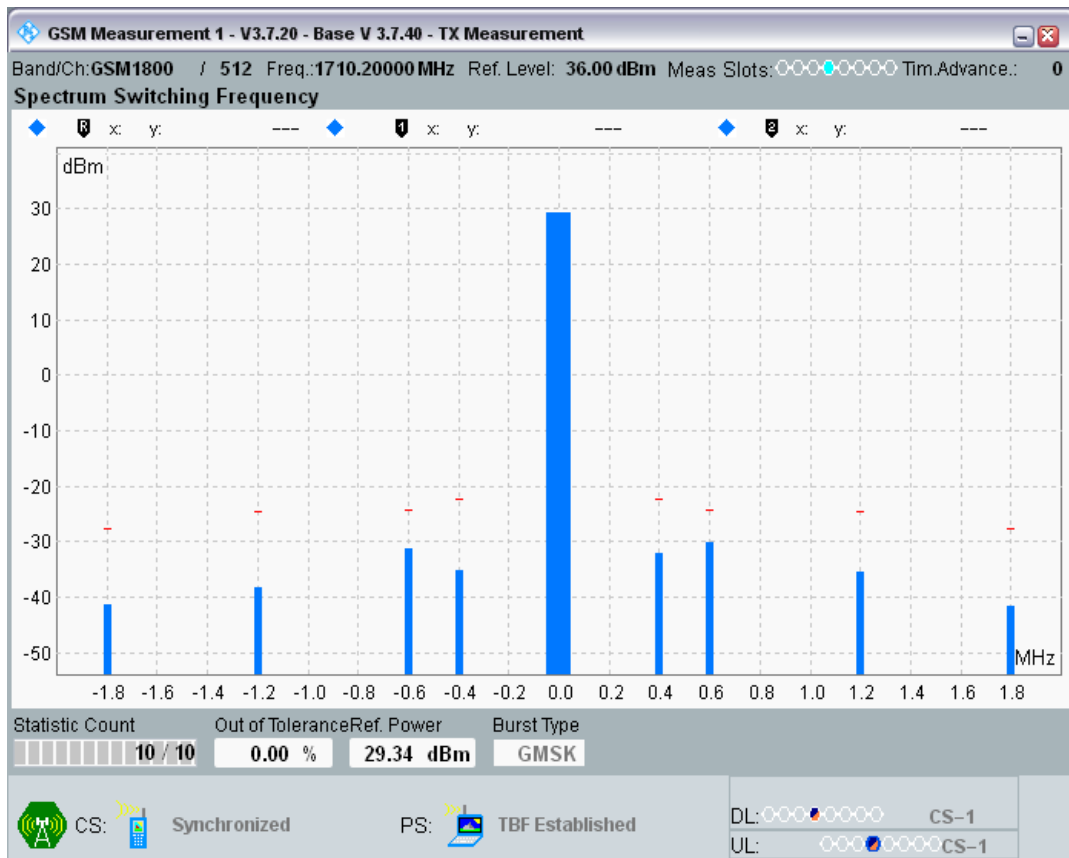 GSM Measurement 1 - V3.7.20 - Base V 3.7.40 - TX Measurement
Band/Ch:GSM1800 / 512 Freq.:1710.20000 MHz Ref. Level: 36.00 dBm Meas Slots: Tim.Advance.: 0
Spectrum Switching Frequency
R x: y: --- 1 x: y: --- 2 x: y: ---
dBm
30
20
10
0
-10
-20
-30
-40
-50
MHz
-1.8 -1.6 -1.4 -1.2 -1.0 -0.8 -0.6 -0.4 -0.2 0.0 0.2 0.4 0.6 0.8 1.0 1.2 1.4 1.6 1.8
Statistic Count Out of Tolerance Ref. Power Burst Type
10 / 10 0.00 % 29.34 dBm GMSK
CS: Synchronized PS: TBF Established
DL: CS-1
UL: CS-1